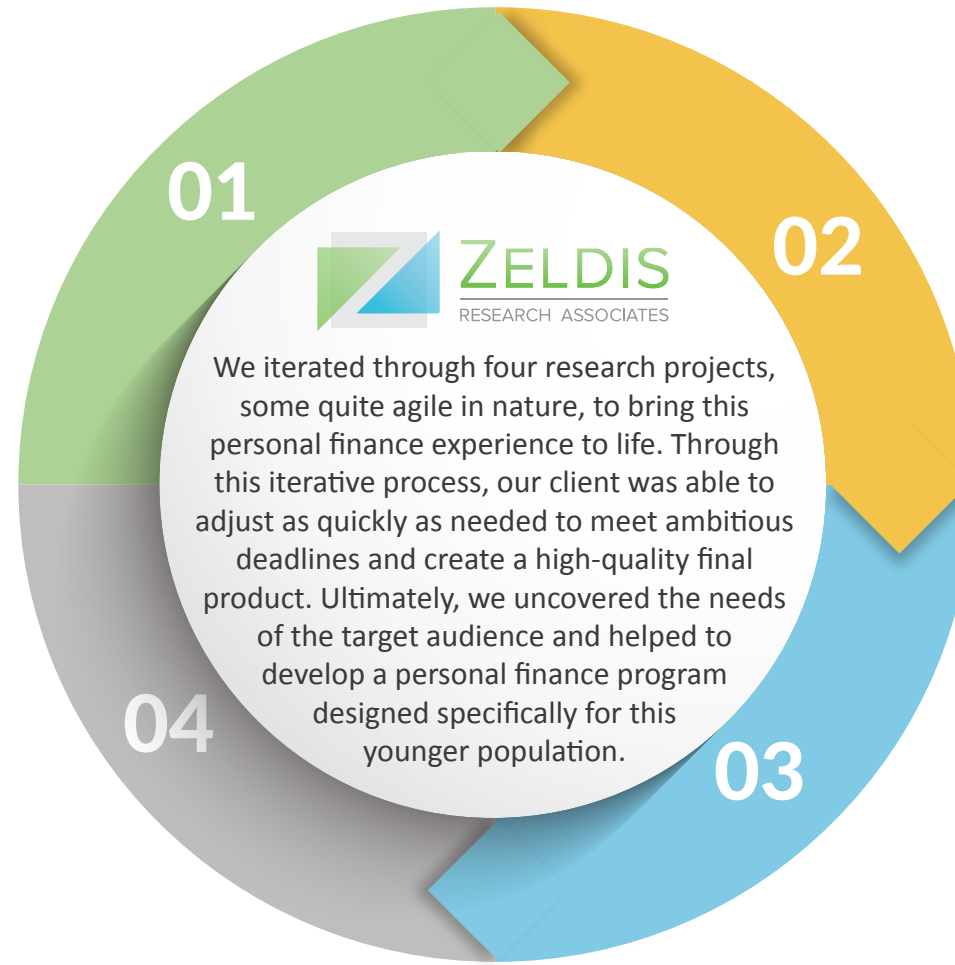 01
02
ZELDIS
RESEARCH ASSOCIATES
We iterated through four research projects,
some quite agile in nature, to bring this
personal finance experience to life. Through
this iterative process, our client was able to
adjust as quickly as needed to meet ambitious
deadlines and create a high-quality final
product. Ultimately, we uncovered the needs
of the target audience and helped to
develop a personal finance program
designed specifically for this
younger population.
04
03